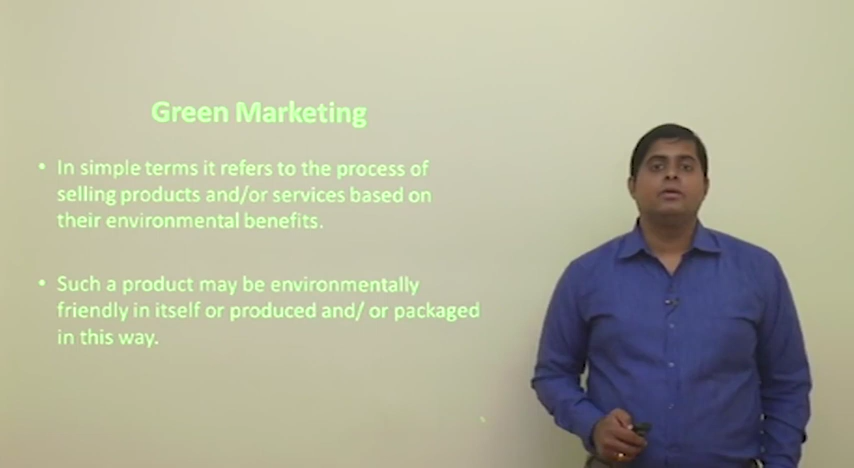 Green Marketing
• In simple terms it refers to the process of
selling products and/or services based on
their environmental benefits.
• Such a product may be environmentally
friendly in itself or produced and/ or packaged
in this way.